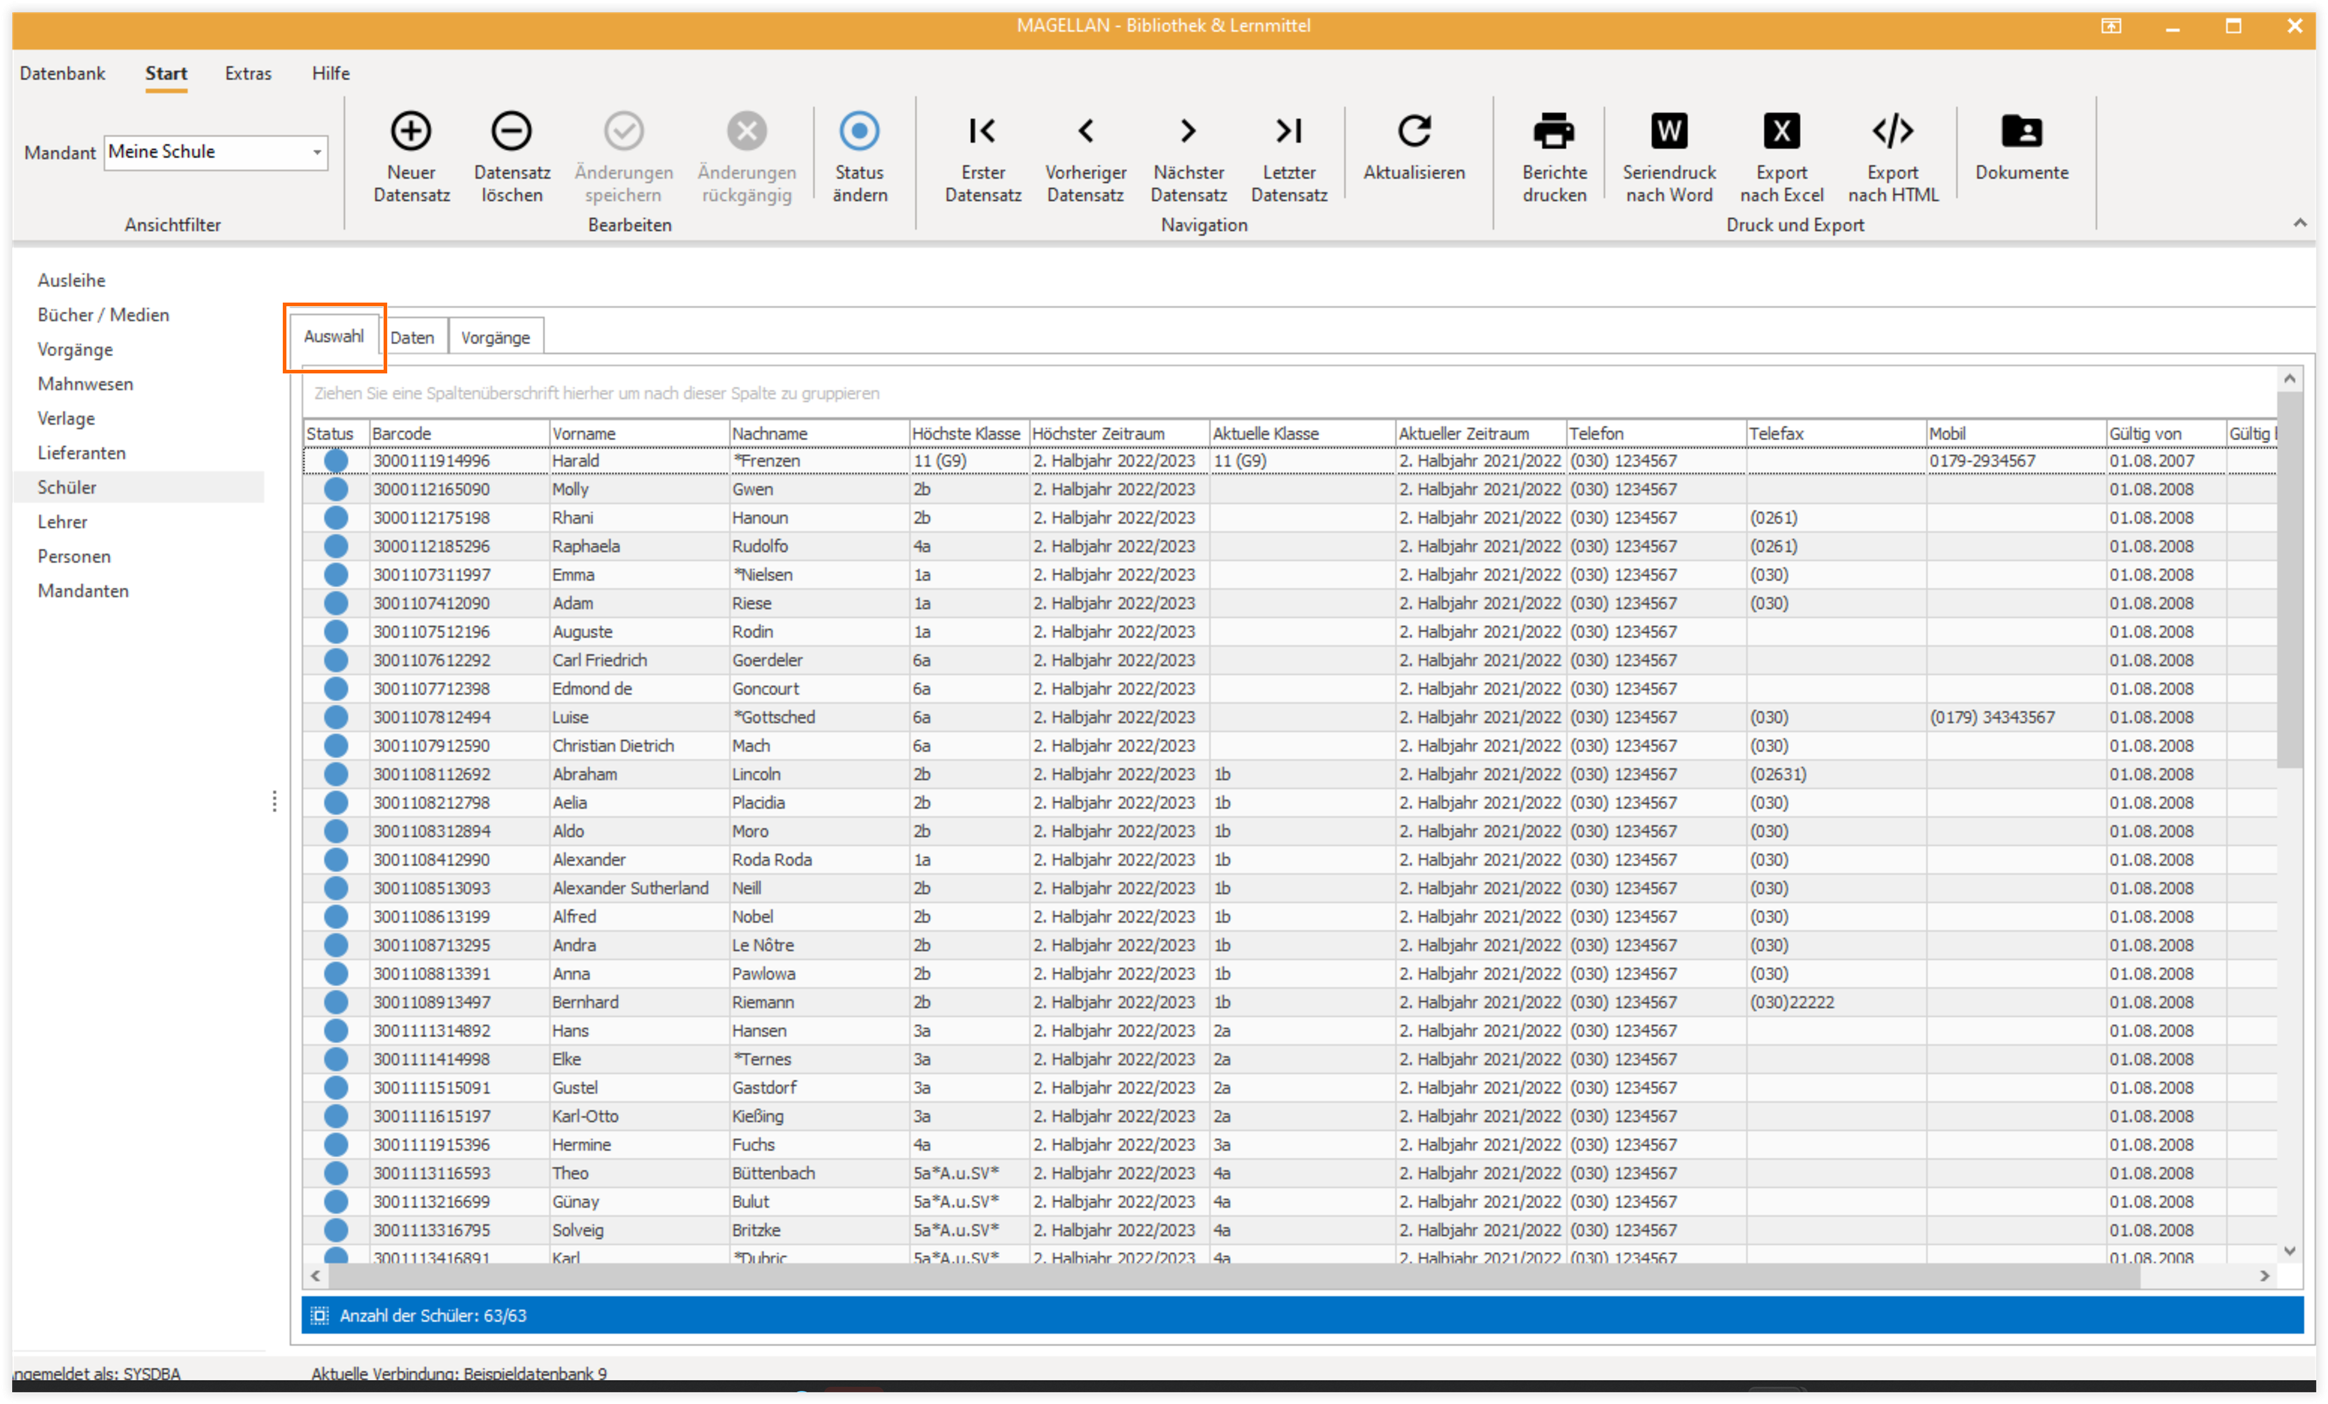 MAGELLAN - Bibliothek & Lernmittel
Datenbank Start Extras Hilfe
Mandant Meine Schule
Neuer Datensatz
Datensatz löschen
Änderungen speichern
Änderungen rückgängig
Status ändern
Erster Datensatz
Vorheriger Datensatz
Nächster Datensatz
Letzter Datensatz
Aktualisieren
Berichte drucken
W
Seriendruck nach Word
X
Export nach Excel
Export nach HTML
Dokumente
Ansichtfilter Bearbeiten Navigation Druck und Export
Ausleihe
Bücher / Medien
Vorgänge
Mahnwesen
Verlage
Lieferanten
Schüler
Lehrer
Personen
Mandanten
Auswahl Daten Vorgänge
Ziehen Sie eine Spaltenüberschrift hierher um nach dieser Spalte zu gruppieren
Status Barcode Vorname Nachname Höchste Klasse Höchster Zeitraum Aktuelle Klasse Aktueller Zeitraum Telefon Telefax Mobil Gültig von Gültig
3000111914996 Harald *Frenzen 11 (G9) 2. Halbjahr 2022/2023 11 (G9) 2. Halbjahr 2021/2022 (030) 1234567 0179-2934567 01.08.2007
3000112165090 Molly Gwen 2b 2. Halbjahr 2022/2023 2. Halbjahr 2021/2022 (030) 1234567 01.08.2008
3000112175198 Rhani Hanoun 2b 2. Halbjahr 2022/2023 2. Halbjahr 2021/2022 (030) 1234567 (0261) 01.08.2008
3000112185296 Raphaela Rudolfo 4a 2. Halbjahr 2022/2023 2. Halbjahr 2021/2022 (030) 1234567 (0261) 01.08.2008
3001107311997 Emma *Nielsen 1a 2. Halbjahr 2022/2023 2. Halbjahr 2021/2022 (030) 1234567 (030) 01.08.2008
3001107412090 Adam Riese 1a 2. Halbjahr 2022/2023 2. Halbjahr 2021/2022 (030) 1234567 (030) 01.08.2008
3001107512196 Auguste Rodin 1a 2. Halbjahr 2022/2023 2. Halbjahr 2021/2022 (030) 1234567 01.08.2008
3001107612292 Carl Friedrich Goerdeler 6a 2. Halbjahr 2022/2023 2. Halbjahr 2021/2022 (030) 1234567 01.08.2008
3001107712398 Edmond de Goncourt 6a 2. Halbjahr 2022/2023 2. Halbjahr 2021/2022 (030) 1234567 01.08.2008
3001107812494 Luise *Gottsched 6a 2. Halbjahr 2022/2023 2. Halbjahr 2021/2022 (030) 1234567 (030) (0179) 34343567 01.08.2008
3001107912590 Christian Dietrich Mach 6a 2. Halbjahr 2022/2023 2. Halbjahr 2021/2022 (030) 1234567 (030) 01.08.2008
3001108112692 Abraham Lincoln 2b 2. Halbjahr 2022/2023 1b 2. Halbjahr 2021/2022 (030) 1234567 (02631) 01.08.2008
3001108212798 Aelia Placidia 2b 2. Halbjahr 2022/2023 1b 2. Halbjahr 2021/2022 (030) 1234567 (030) 01.08.2008
3001108312894 Aldo Moro 2b 2. Halbjahr 2022/2023 1b 2. Halbjahr 2021/2022 (030) 1234567 (030) 01.08.2008
3001108412990 Alexander Roda Roda 1a 2. Halbjahr 2022/2023 1b 2. Halbjahr 2021/2022 (030) 1234567 (030) 01.08.2008
3001108513093 Alexander Sutherland Neill 2b 2. Halbjahr 2022/2023 1b 2. Halbjahr 2021/2022 (030) 1234567 (030) 01.08.2008
3001108613199 Alfred Nobel 2b 2. Halbjahr 2022/2023 1b 2. Halbjahr 2021/2022 (030) 1234567 (030) 01.08.2008
3001108713295 Andra Le Nôtre 2b 2. Halbjahr 2022/2023 1b 2. Halbjahr 2021/2022 (030) 1234567 (030) 01.08.2008
3001108813391 Anna Pawlowa 2b 2. Halbjahr 2022/2023 1b 2. Halbjahr 2021/2022 (030) 1234567 (030) 01.08.2008
3001108913497 Bernhard Riemann 2b 2. Halbjahr 2022/2023 1b 2. Halbjahr 2021/2022 (030) 1234567 (030)22222 01.08.2008
3001111314892 Hans Hansen 3a 2. Halbjahr 2022/2023 2a 2. Halbjahr 2021/2022 (030) 1234567 01.08.2008
3001111414998 Elke *Ternes 3a 2. Halbjahr 2022/2023 2a 2. Halbjahr 2021/2022 (030) 1234567 01.08.2008
3001111515091 Gustel Gastdorf 3a 2. Halbjahr 2022/2023 2a 2. Halbjahr 2021/2022 (030) 1234567 01.08.2008
3001111615197 Karl-Otto Kießing 3a 2. Halbjahr 2022/2023 2a 2. Halbjahr 2021/2022 (030) 1234567 01.08.2008
3001111915396 Hermine Fuchs 4a 2. Halbjahr 2022/2023 3a 2. Halbjahr 2021/2022 (030) 1234567 01.08.2008
3001113116593 Theo Büttenbach 5a*A.u.SV* 2. Halbjahr 2022/2023 4a 2. Halbjahr 2021/2022 (030) 1234567 01.08.2008
3001113216699 Günay Bulut 5a*A.u.SV* 2. Halbjahr 2022/2023 4a 2. Halbjahr 2021/2022 (030) 1234567 01.08.2008
3001113316795 Solveig Britzke 5a*A.u.SV* 2. Halbjahr 2022/2023 4a 2. Halbjahr 2021/2022 (030) 1234567 01.08.2008
3001113416891 Karl *Dubric 5a*A.u.SV* 2. Halbjahr 2022/2023 4a 2. Halbjahr 2021/2022 (030) 1234567 01.08.2008
Anzahl der Schüler: 63/63
ngemeldet als: SYSDBA Aktuelle Verbindung: Beispieldatenbank 9